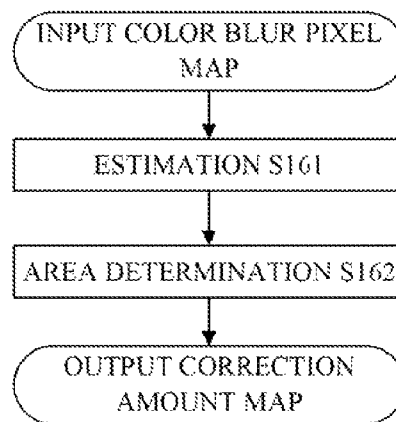 INPUT COLOR BLUR PIXEL
MAP
ESTIMATION S161
AREA DETERMINATION S162
OUTPUT CORRECTION
AMOUNT MAP